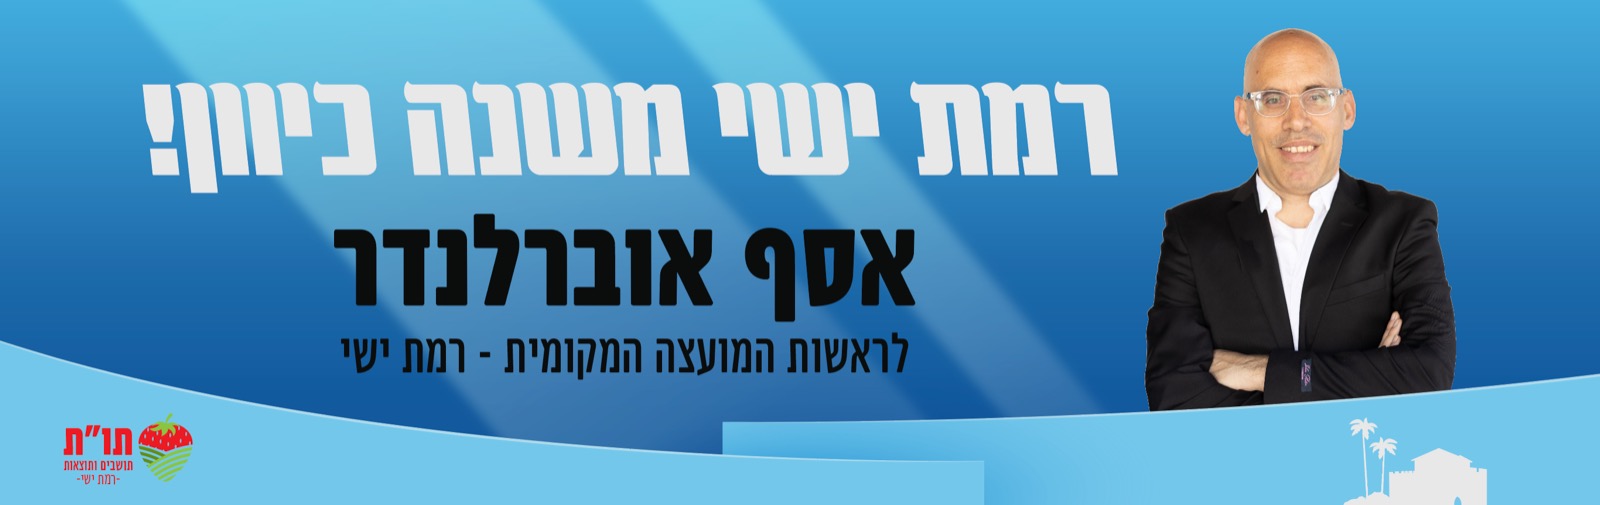 רמת ישי משנה כיוון!
אסף אוברלנדר
לראשות המועצה המקומית - רמת ישי
תו"ת
תושבים ותוצאות
-רמת ישי-